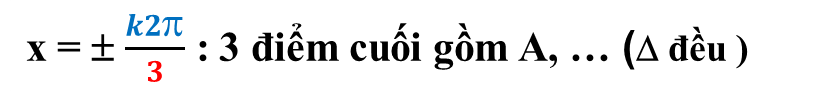 x = ± k2π/3 : 3 điểm cuối gồm A, … (Δ đều )